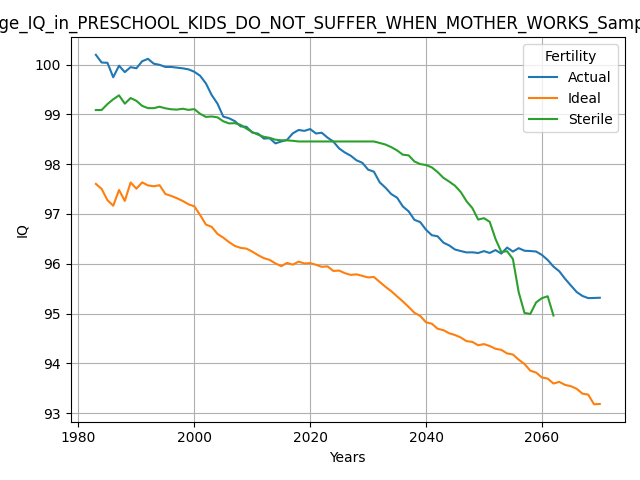 ge_IQ_in_PRESCHOOL_KIDS_DO_NOT_SUFFER_WHEN_MOTHER_WORKS_Samp
Fertility
Actual
Ideal
Sterile
100
99
98
97
96
95
94
93
IQ
1980 2000 2020 2040 2060
Years